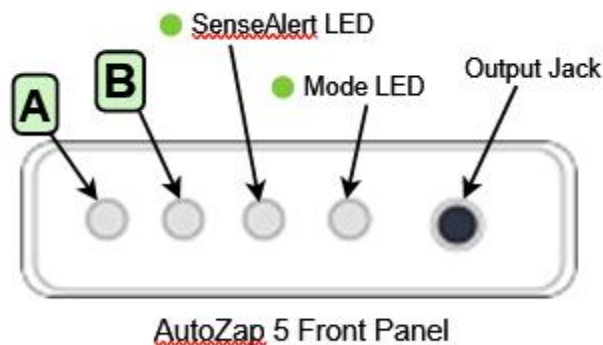 SenseAlert LED
Mode LED
Output Jack
A
B
AutoZap 5 Front Panel